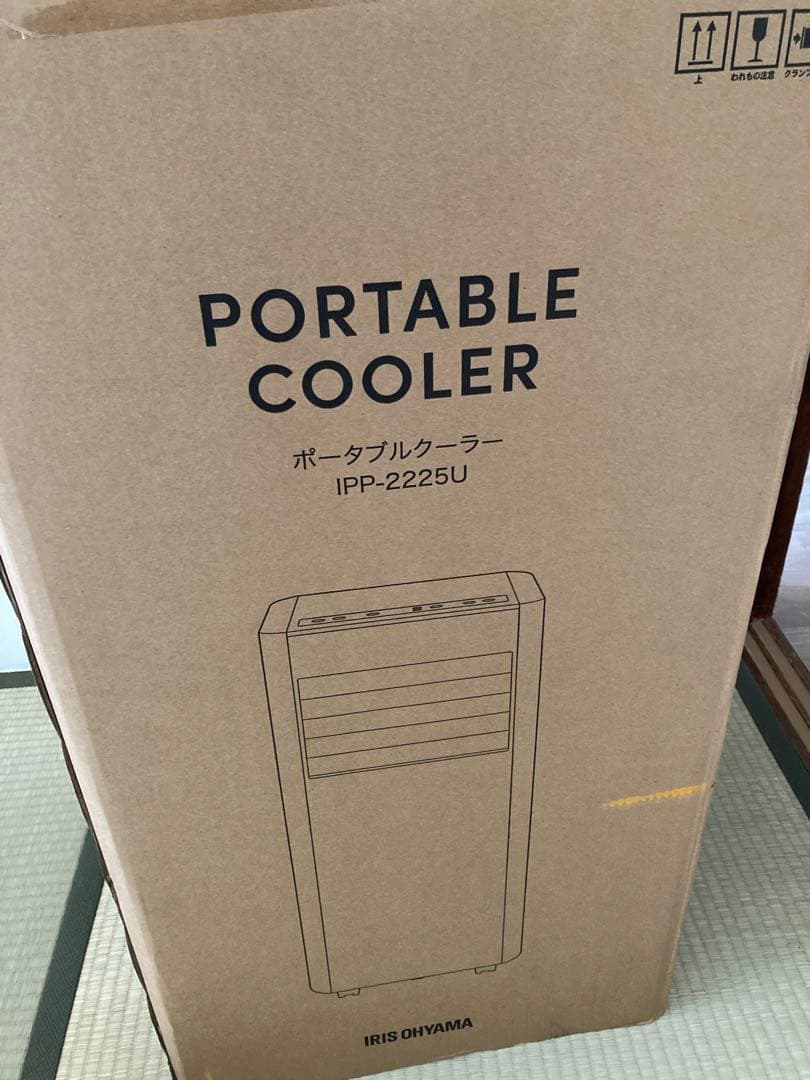 上
われもの注意
PORTABLE
COOLER
ポータブルクーラー
IPP-2225U
IRIS OHYAMA